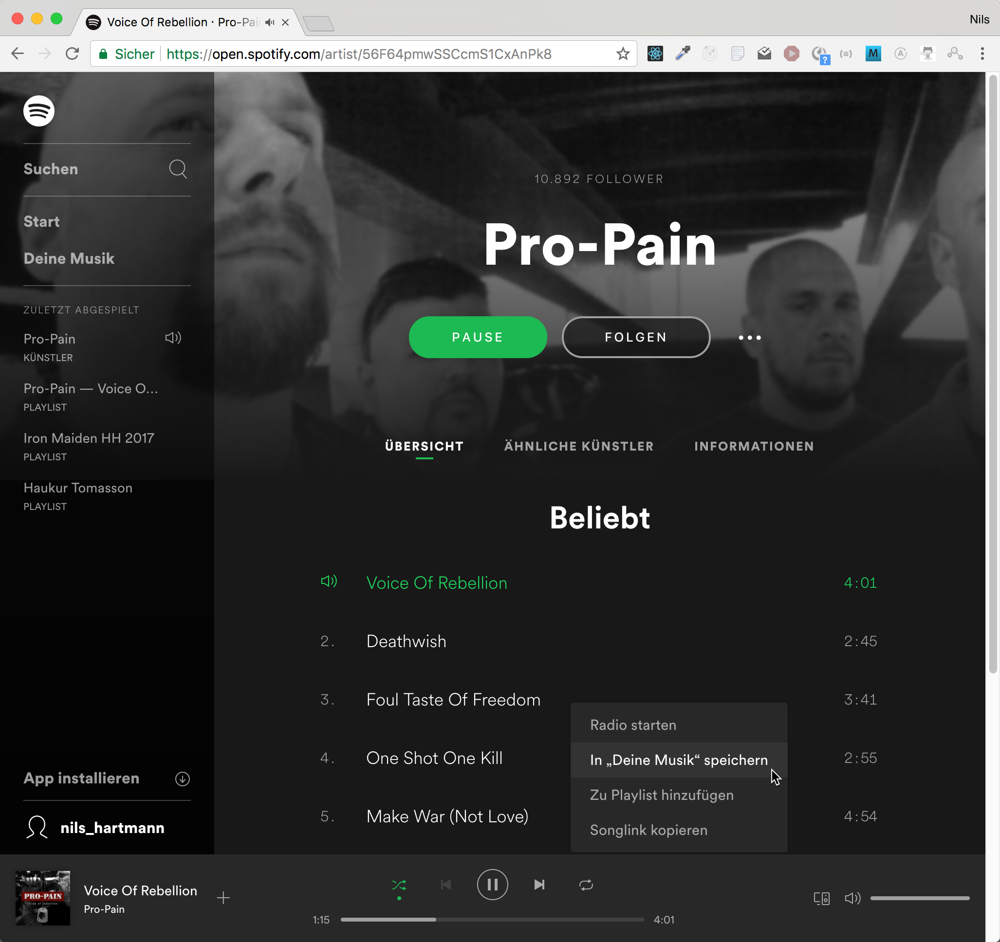 Voice Of Rebellion · Pro-Pai
Nils
Sicher https://open.spotify.com/artist/56F64pmwSSCcmS1CxAnPk8
?
{≡}
M
A
Suchen
Start
Deine Musik
ZULETZT ABGESPIELT
Pro-Pain
KÜNSTLER
Pro-Pain — Voice O...
PLAYLIST
Iron Maiden HH 2017
PLAYLIST
Haukur Tomasson
PLAYLIST
App installieren
nils_hartmann
10.892 FOLLOWER
Pro-Pain
PAUSE FOLGEN
ÜBERSICHT ÄHNLICHE KÜNSTLER INFORMATIONEN
Beliebt
Voice Of Rebellion 4:01
2. Deathwish 2:45
3. Foul Taste Of Freedom 3:41
4. One Shot One Kill 2:55
5. Make War (Not Love) 4:54
Radio starten
In „Deine Musik“ speichern
Zu Playlist hinzufügen
Songlink kopieren
PRO-PAIN
Voice of rebellion
Voice Of Rebellion
Pro-Pain
1:15 4:01